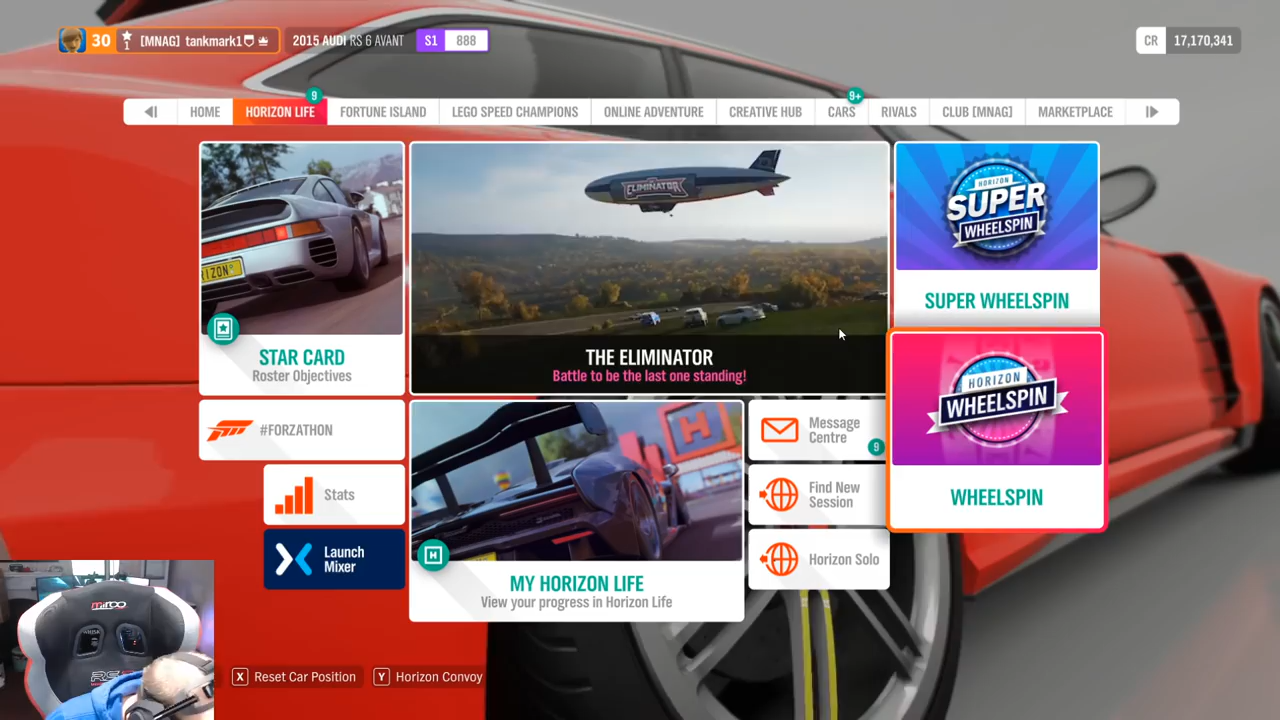 30 1 [MNAG] tankmark1 2015 AUDI RS 6 AVANT S1 888
CR 17,170,341
9
9+
HOME HORIZON LIFE FORTUNE ISLAND LEGO SPEED CHAMPIONS ONLINE ADVENTURE CREATIVE HUB CARS RIVALS CLUB [MNAG] MARKETPLACE
IZON
STAR CARD
Roster Objectives
ELIMINATOR
THE ELIMINATOR
Battle to be the last one standing!
HORIZON
SUPER
WHEELSPIN
SUPER WHEELSPIN
HORIZON
WHEELSPIN
WHEELSPIN
#FORZATHON
Stats
Launch
Mixer
H
H
MY HORIZON LIFE
View your progress in Horizon Life
Message
Centre
9
Find New
Session
Horizon Solo
X Reset Car Position
Y Horizon Convoy